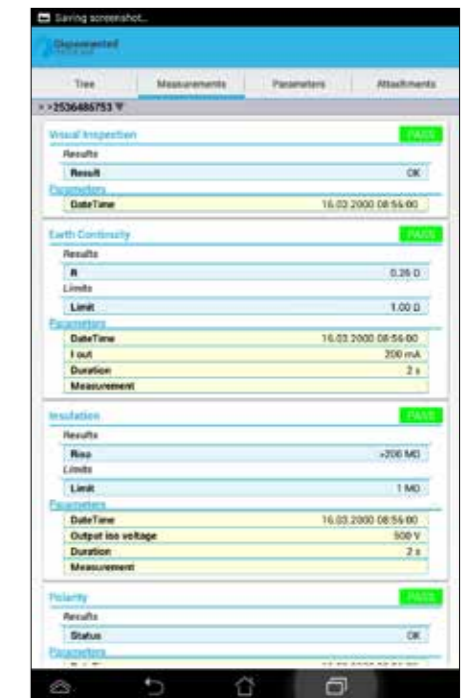 Saving screenshot...
Tree Measurements Parameters Attachments
>2536486753
Visual Inspection PASS
Results
Result OK
Parameters
DateTime 16.03.2000 08:56:00
Earth Continuity PASS
Results
R 0.26 Ω
Limits
Limit 1.00 Ω
Parameters
DateTime 16.03.2000 08:56:00
I out 200 mA
Duration 2 s
Measurement
Insulation PASS
Results
Riso >200 MΩ
Limits
Limit 1 MΩ
Parameters
DateTime 16.03.2000 08:56:00
Output iso voltage 500 V
Duration 2 s
Measurement
Polarity PASS
Results
Status OK
Parameters